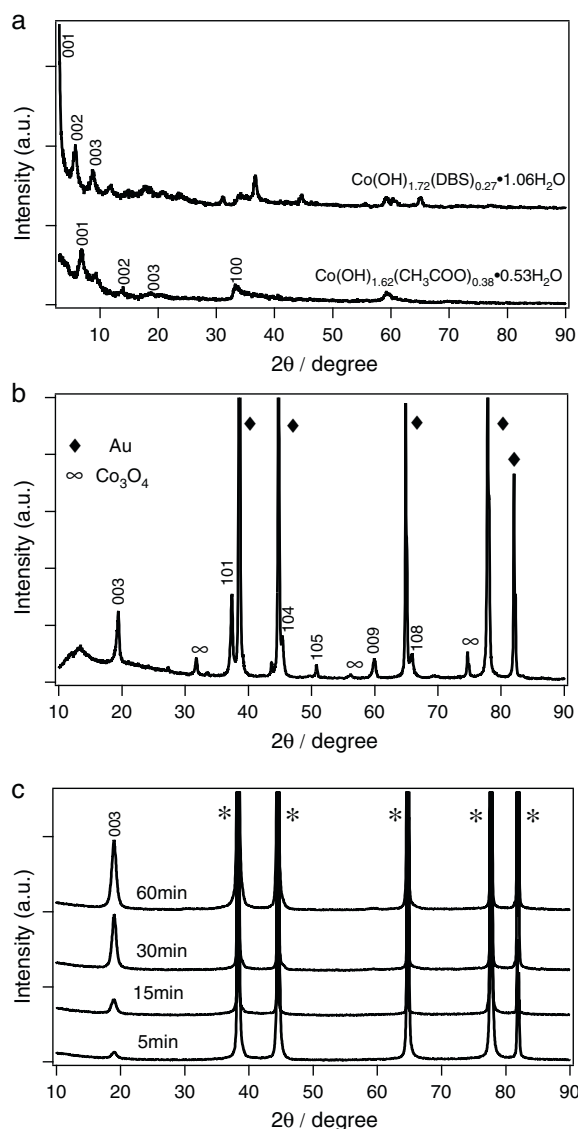 a
Intensity (a.u.)
001
002
003
Co(OH)1.72(DBS)0.27•1.06H2O
001
002
003
100
Co(OH)1.62(CH3COO)0.38•0.53H2O
10 20 30 40 50 60 70 80 90
2θ / degree
b
Intensity (a.u.)
◆ Au
∞ Co3O4
003
∞
101
◆
◆
104
105
∞
009
◆
108
∞
◆
◆
10 20 30 40 50 60 70 80 90
2θ / degree
c
Intensity (a.u.)
003
* * * * *
60min
30min
15min
5min
10 20 30 40 50 60 70 80 90
2θ / degree